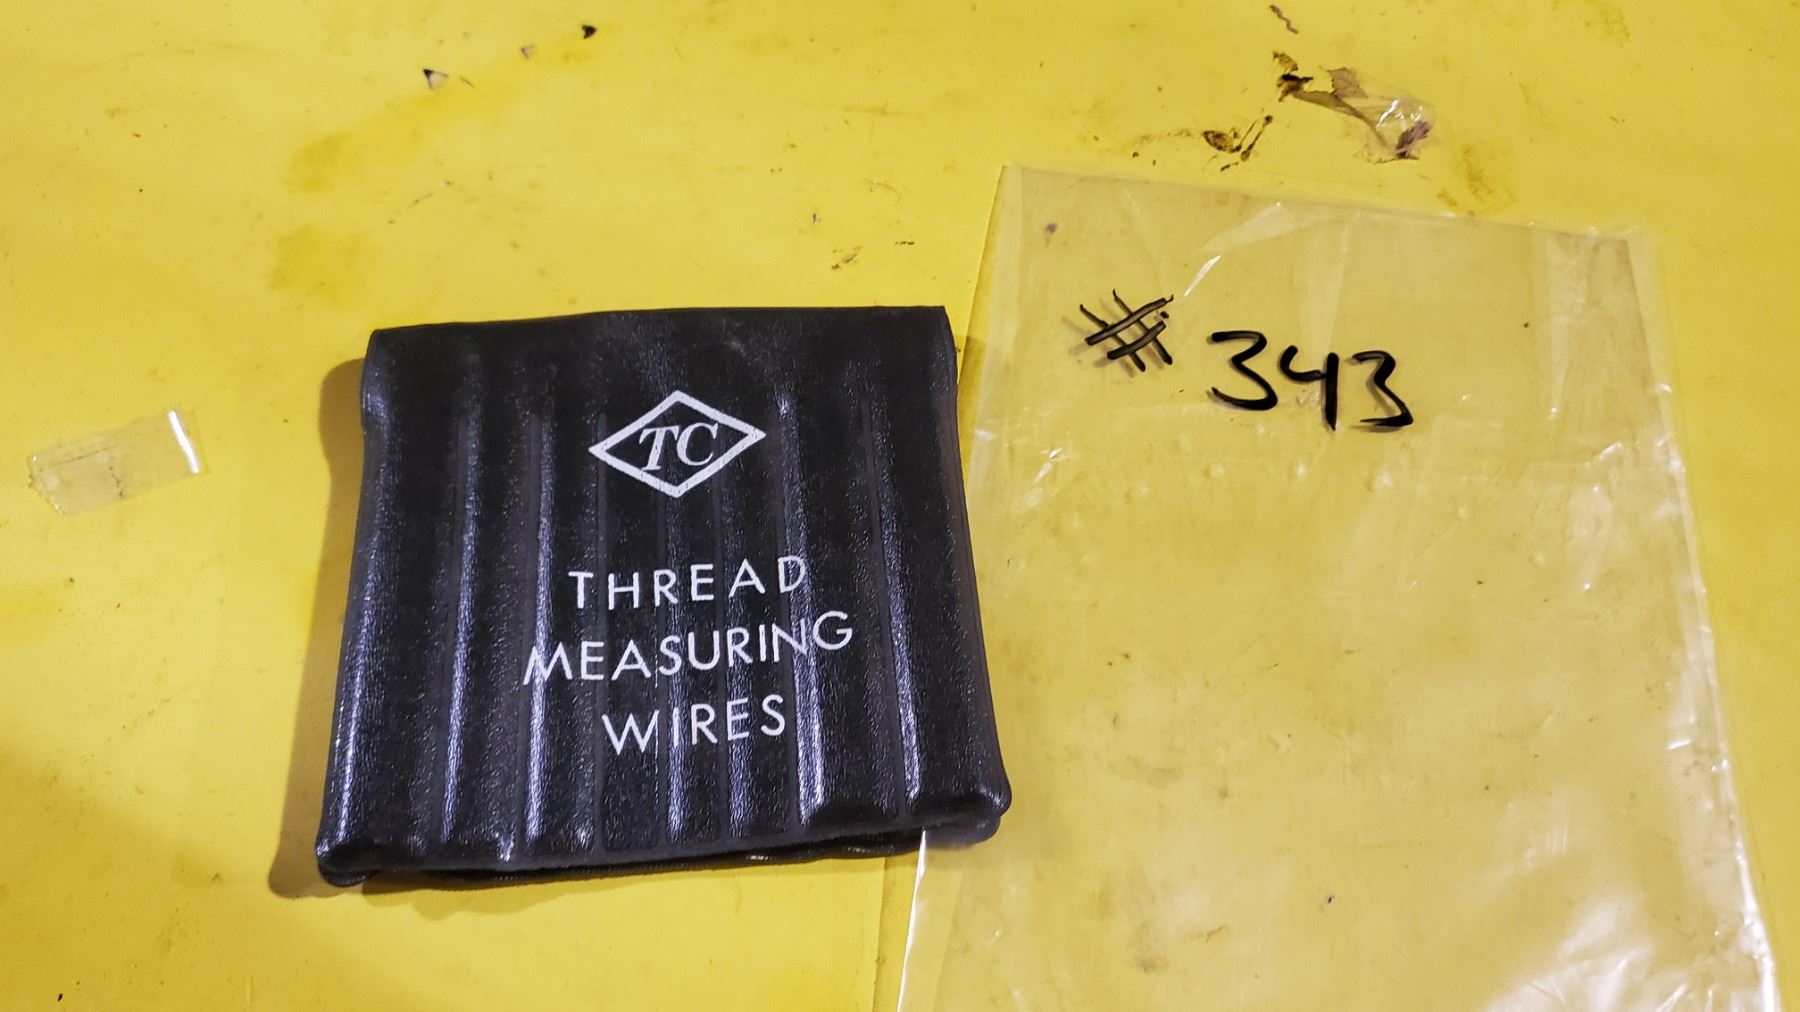 TC
THREAD
MEASURING
WIRES
# 343